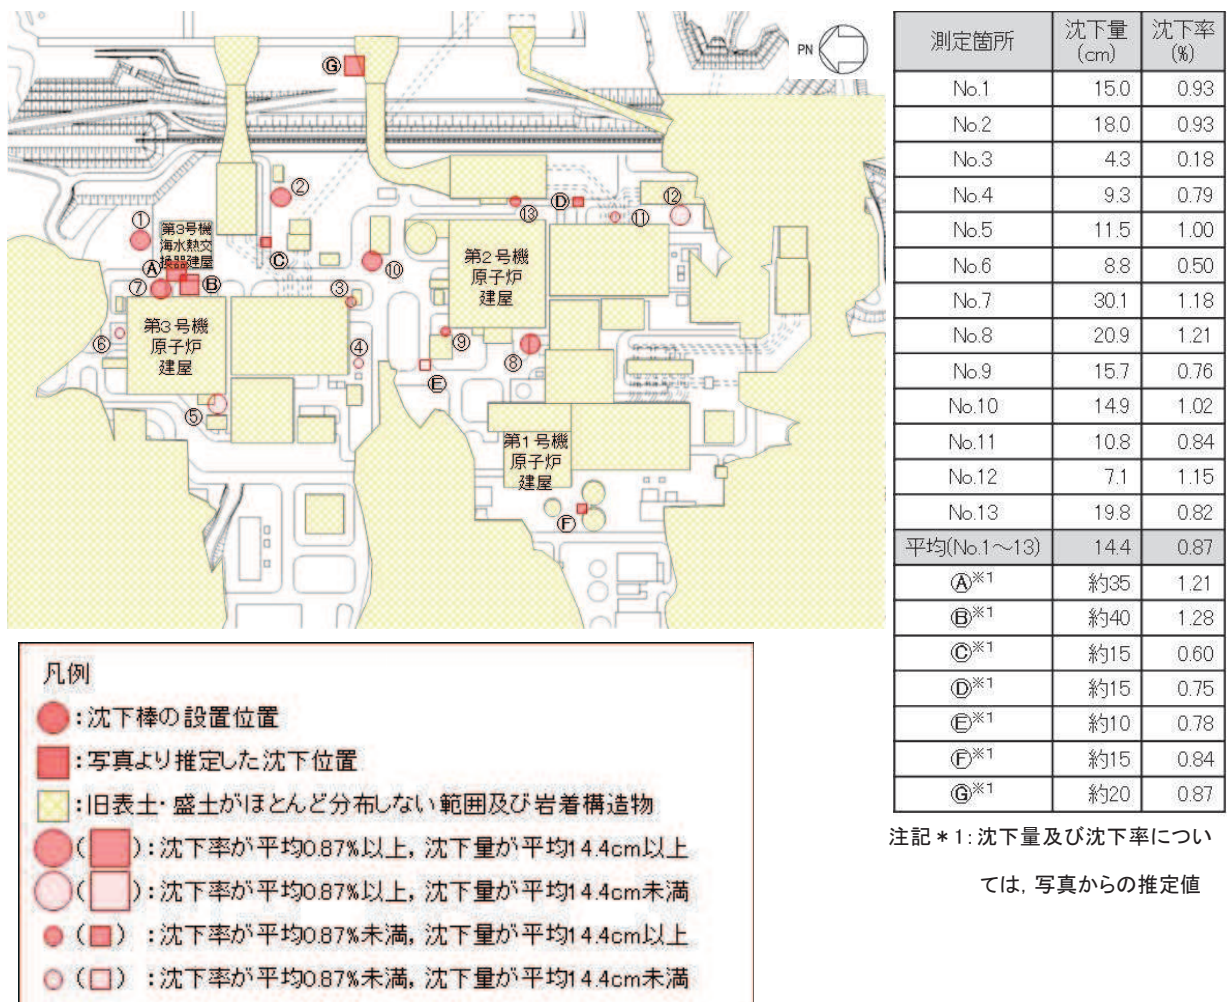 PN
Ⓖ
②
⑫
①
⑬
Ⓓ
⑪
第3号機
海水熱交
換器建屋
Ⓐ
Ⓒ
⑩
第2号機
原子炉
建屋
⑦
Ⓑ
③
第3号機
原子炉
建屋
⑥
④
⑨
⑧
Ⓔ
⑤
第1号機
原子炉
建屋
Ⓕ
測定箇所 沈下量(cm) 沈下率(%)
No.1 15.0 0.93
No.2 18.0 0.93
No.3 4.3 0.18
No.4 9.3 0.79
No.5 11.5 1.00
No.6 8.8 0.50
No.7 30.1 1.18
No.8 20.9 1.21
No.9 15.7 0.76
No.10 14.9 1.02
No.11 10.8 0.84
No.12 7.1 1.15
No.13 19.8 0.82
平均(No.1～13) 14.4 0.87
Ⓐ※1 約35 1.21
Ⓑ※1 約40 1.28
Ⓒ※1 約15 0.60
Ⓓ※1 約15 0.75
Ⓔ※1 約10 0.78
Ⓕ※1 約15 0.84
Ⓖ※1 約20 0.87
注記＊1：沈下量及び沈下率につい
ては，写真からの推定値
凡例
：沈下棒の設置位置
：写真より推定した沈下位置
：旧表土・盛土がほとんど分布しない範囲及び岩着構造物
( )：沈下率が平均0.87%以上，沈下量が平均14.4cm以上
( )：沈下率が平均0.87%以上，沈下量が平均14.4cm未満
( )：沈下率が平均0.87%未満，沈下量が平均14.4cm以上
( )：沈下率が平均0.87%未満，沈下量が平均14.4cm未満